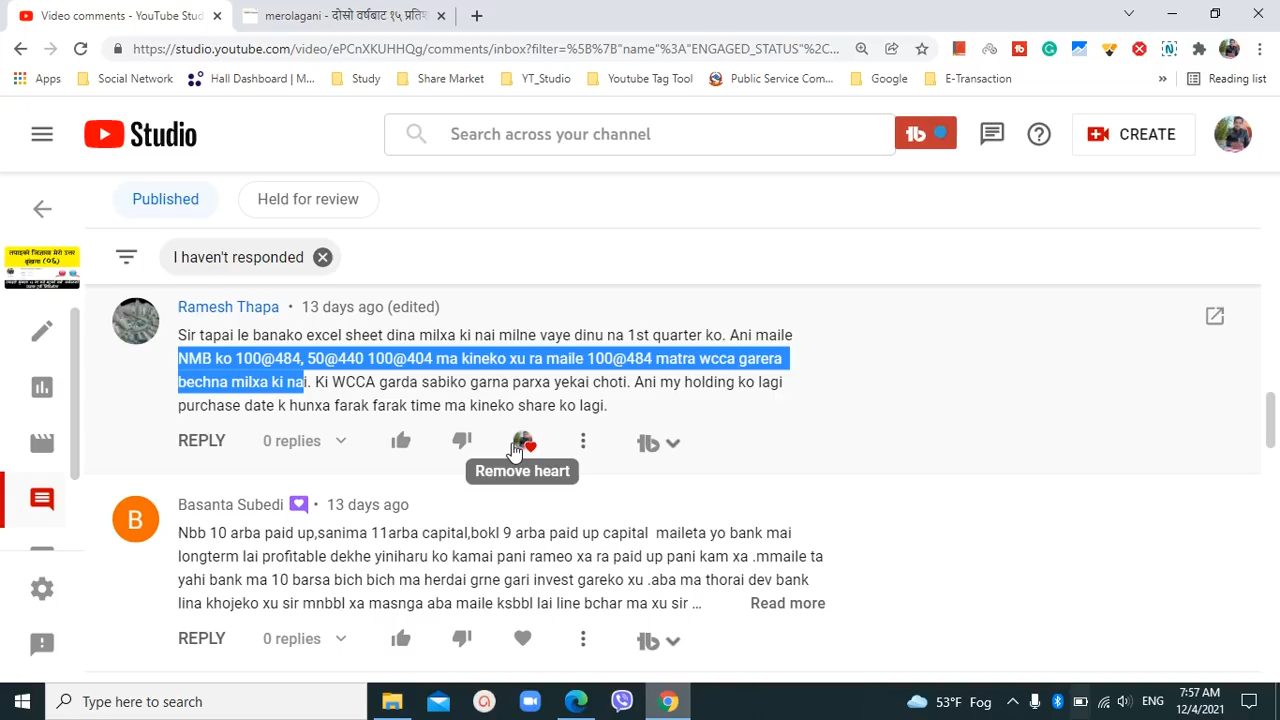 Video comments - YouTube Stu
merolagani - दोस्रो वर्षबाट १५ प्रतिश
https://studio.youtube.com/video/ePCnXKUHHQg/comments/inbox?filter=%5B%7B"name"%3A"ENGAGED_STATUS"%2C...
Apps
Social Network
Hall Dashboard | M...
Study
Share Market
YT_Studio
Youtube Tag Tool
Public Service Com...
Google
E-Transaction
»
Reading list
Studio
Search across your channel
CREATE
Published
Held for review
I haven't responded
Ramesh Thapa • 13 days ago (edited)
Sir tapai le banako excel sheet dina milxa ki nai milne vaye dinu na 1st quarter ko. Ani maile
NMB ko 100@484, 50@440 100@404 ma kineko xu ra maile 100@484 matra wcca garera
bechna milxa ki nai. Ki WCCA garda sabiko garna parxa yekai choti. Ani my holding ko lagi
purchase date k hunxa farak farak time ma kineko share ko lagi.
REPLY
0 replies
Remove heart
B
Basanta Subedi • 13 days ago
Nbb 10 arba paid up,sanima 11arba capital,bokl 9 arba paid up capital maileta yo bank mai
longterm lai profitable dekhe yiniharu ko kamai pani rameo xa ra paid up pani kam xa .mmaile ta
yahi bank ma 10 barsa bich bich ma herdai grne gari invest gareko xu .aba ma thorai dev bank
lina khojeko xu sir mnbbl xa masnga aba maile ksbbl lai line bchar ma xu sir ...
Read more
REPLY
0 replies
Type here to search
53°F Fog
ENG
7:57 AM
12/4/2021